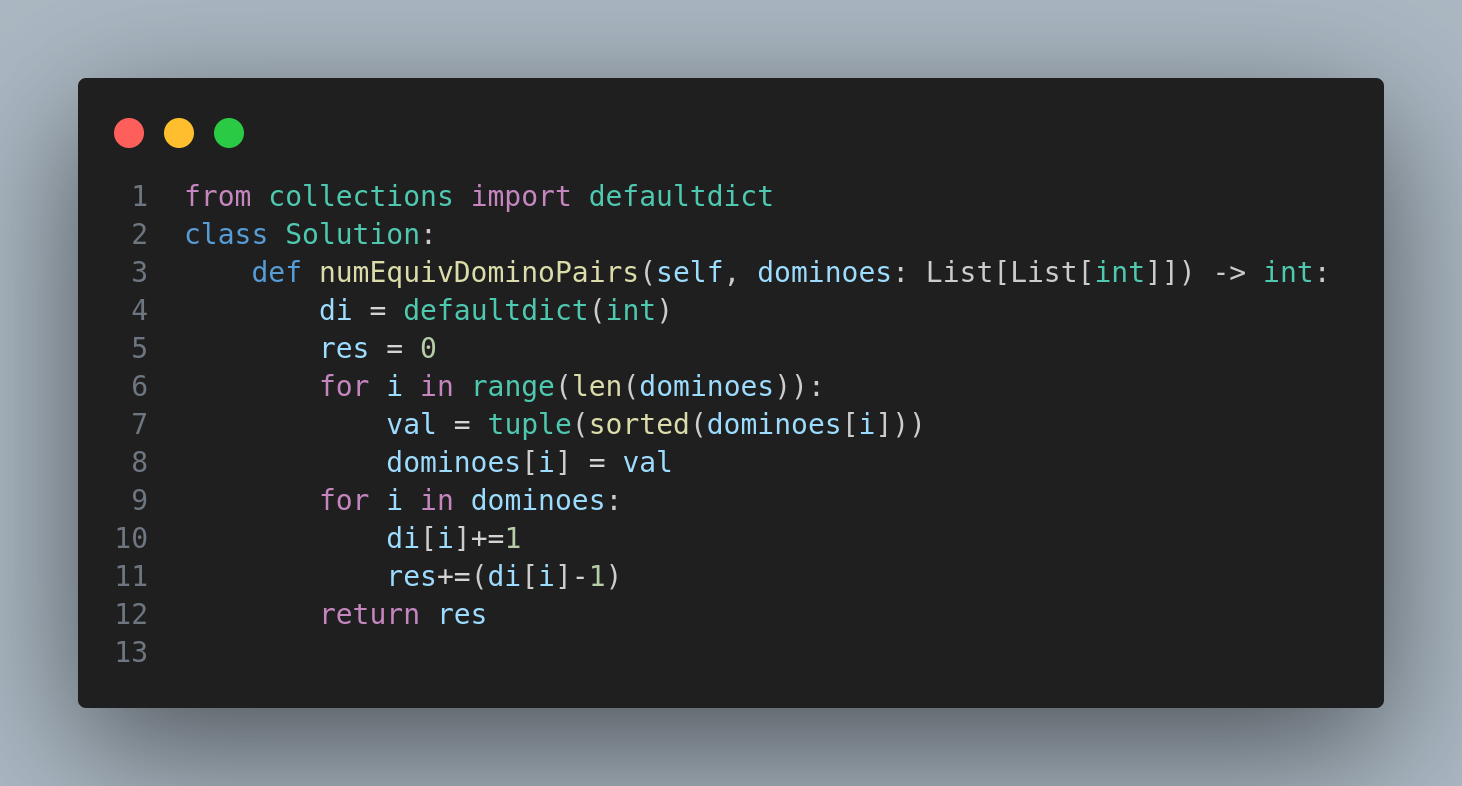 1 from collections import defaultdict
2 class Solution:
3     def numEquivDominoPairs(self, dominoes: List[List[int]]) -> int:
4         di = defaultdict(int)
5         res = 0
6         for i in range(len(dominoes)):
7             val = tuple(sorted(dominoes[i]))
8             dominoes[i] = val
9         for i in dominoes:
10             di[i]+=1
11             res+=(di[i]-1)
12         return res
13